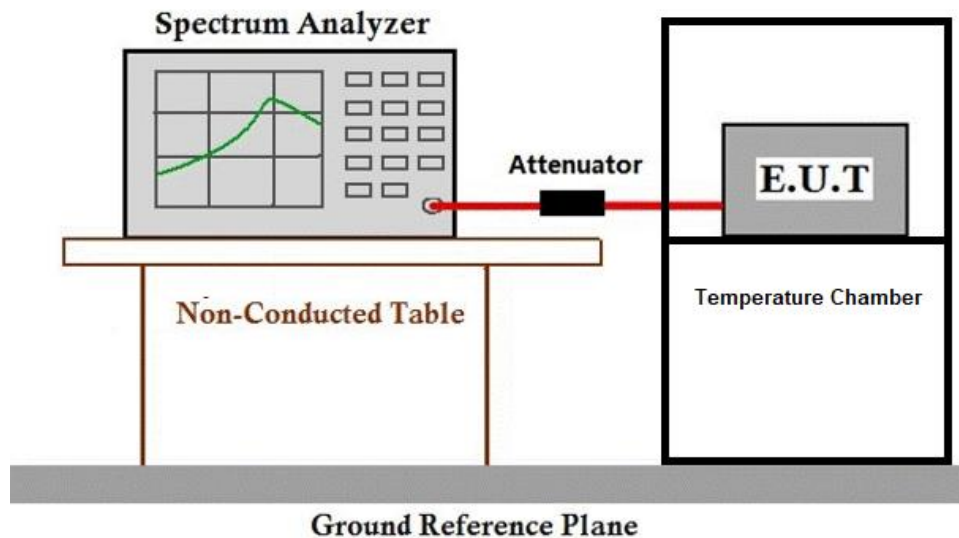 Spectrum Analyzer
Attenuator
E.U.T
Temperature Chamber
Non-Conducted Table
Ground Reference Plane